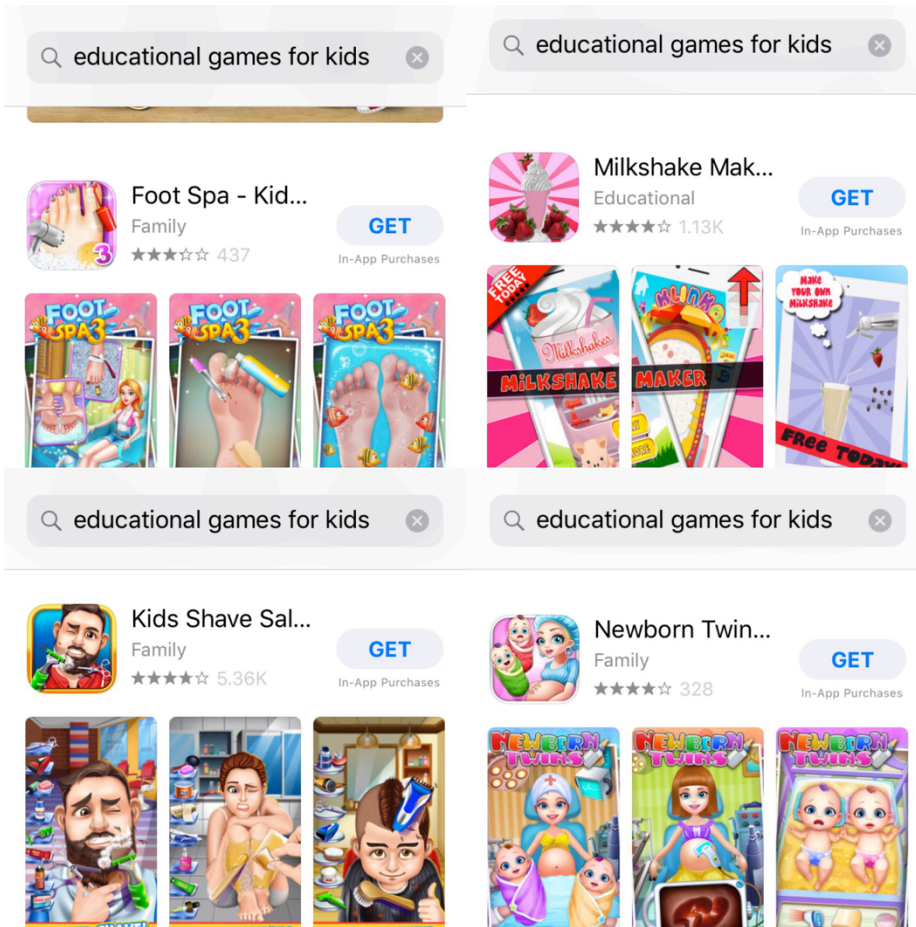 educational games for kids
Foot Spa - Kid...
Family
437
GET
In-App Purchases
3
FOOT SPA3
FOOT SPA3
FOOT SPA3
educational games for kids
Milkshake Mak...
Educational
1.13K
GET
In-App Purchases
FREE TODAY
Milkshakes
MILKSHAKE MAKER
KLINKO
MAKE
YOUR OWN
MILKSHAKE
FREE TODAY!
educational games for kids
Kids Shave Sal...
Family
5.36K
GET
In-App Purchases
educational games for kids
Newborn Twin...
Family
328
GET
In-App Purchases
NEWBORN
TWINS
NEWBORN
TWINS
NEWBORN
TWINS